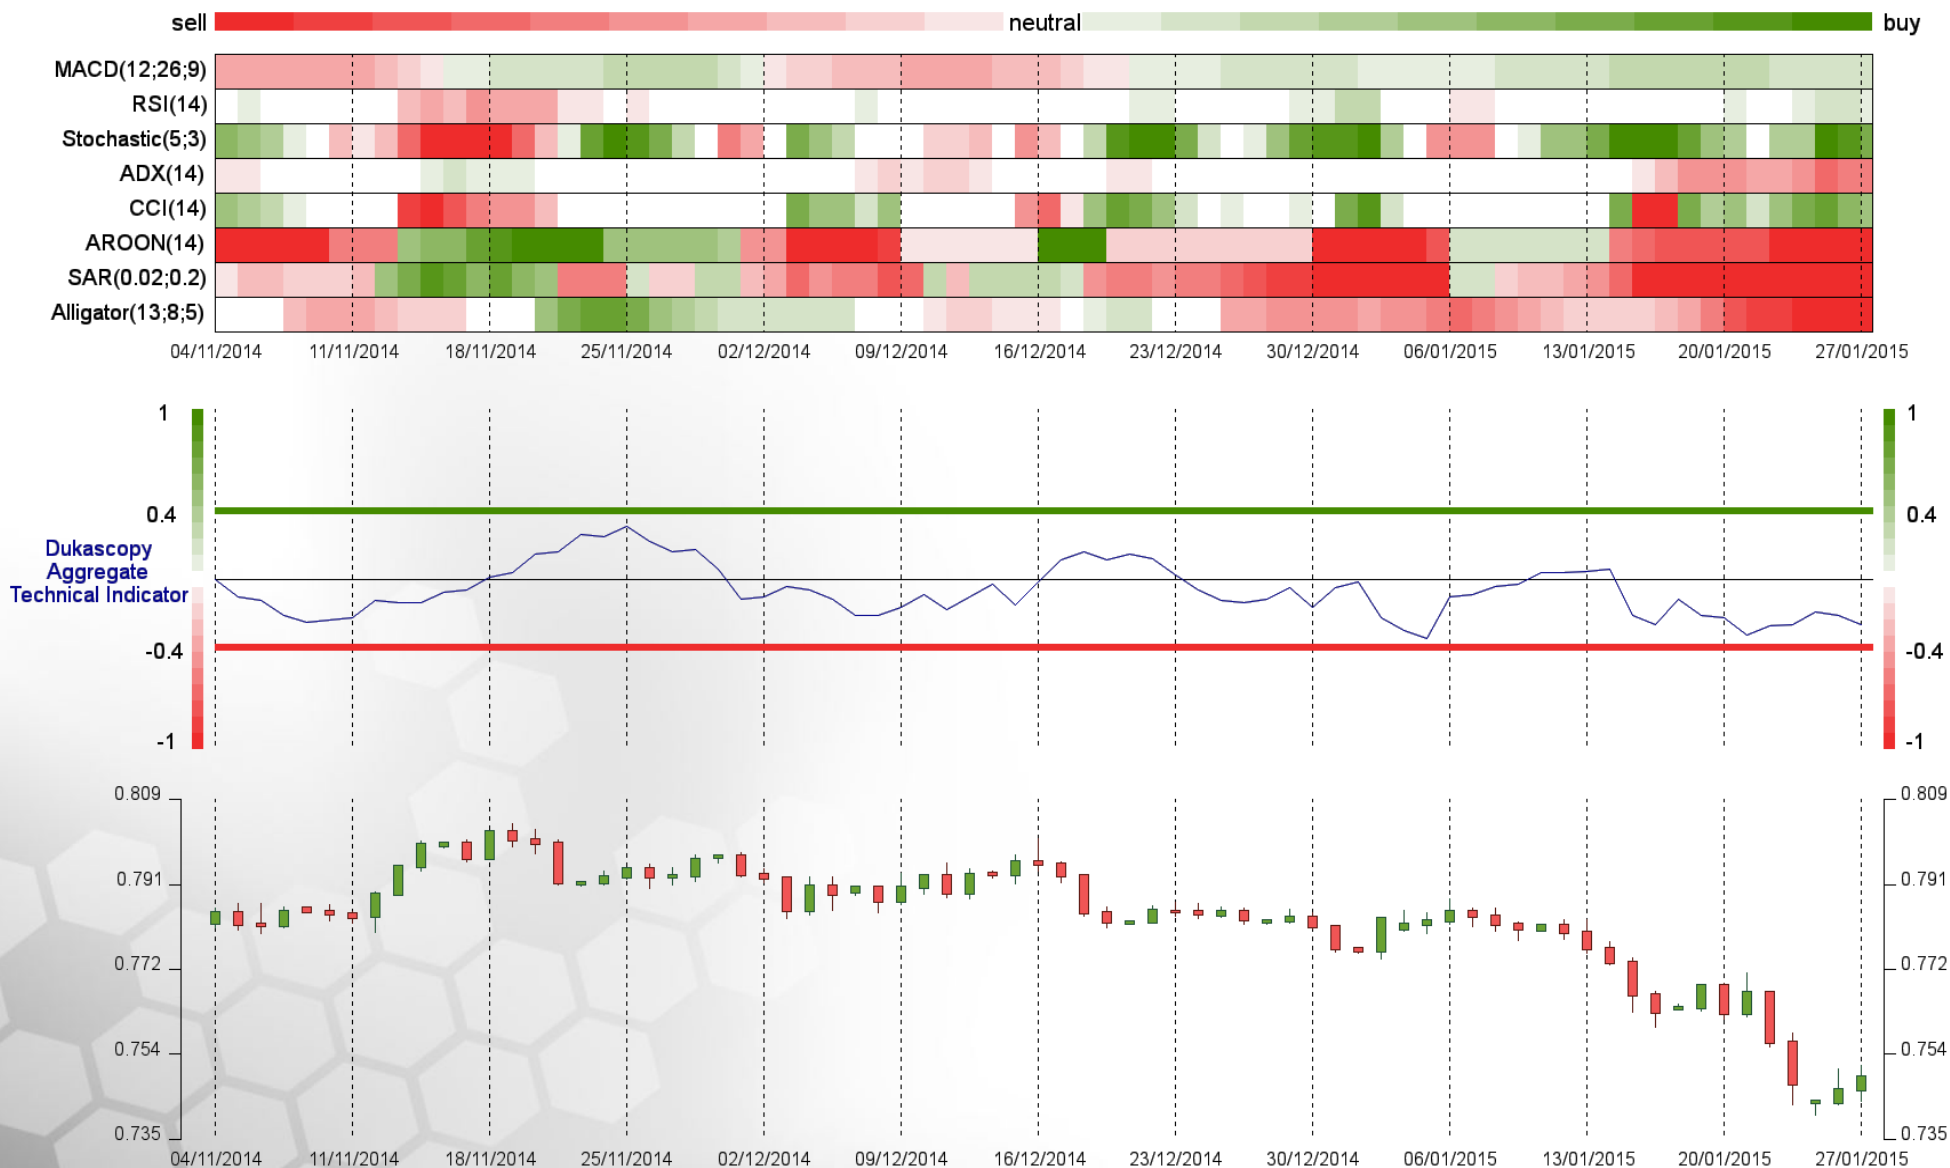 sell neutral buy
MACD(12;26;9)
RSI(14)
Stochastic(5;3)
ADX(14)
CCI(14)
AROON(14)
SAR(0.02;0.2)
Alligator(13;8;5)
04/11/2014 11/11/2014 18/11/2014 25/11/2014 02/12/2014 09/12/2014 16/12/2014 23/12/2014 30/12/2014 06/01/2015 13/01/2015 20/01/2015 27/01/2015
1 1
0.4 0.4
Dukascopy
Aggregate
Technical Indicator
-0.4 -0.4
-1 -1
0.809 0.809
0.791 0.791
0.772 0.772
0.754 0.754
0.735 0.735
04/11/2014 11/11/2014 18/11/2014 25/11/2014 02/12/2014 09/12/2014 16/12/2014 23/12/2014 30/12/2014 06/01/2015 13/01/2015 20/01/2015 27/01/2015